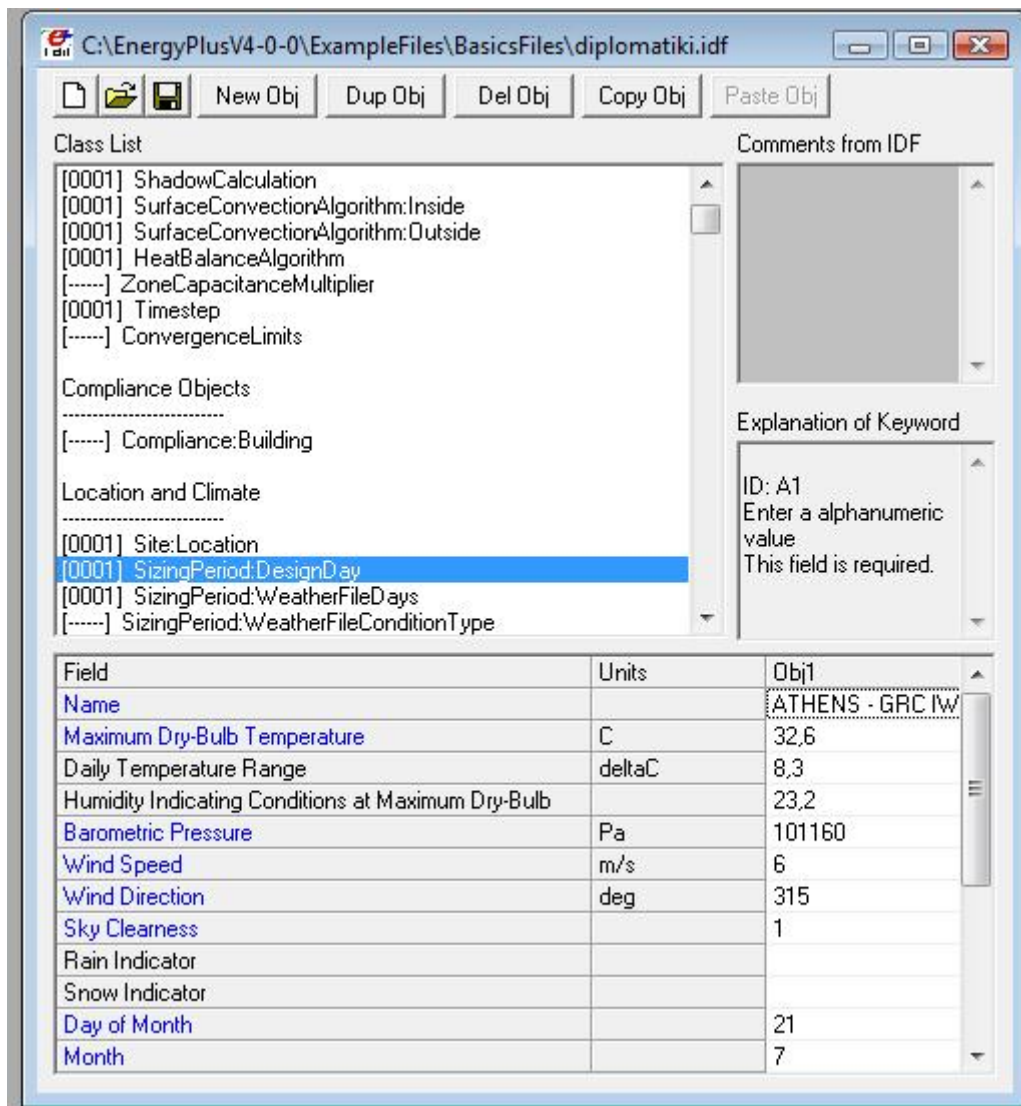 C:\EnergyPlusV4-0-0\ExampleFiles\BasicsFiles\diplomatiki.idf
New Obj Dup Obj Del Obj Copy Obj Paste Obj
Class List
[0001] ShadowCalculation
[0001] SurfaceConvectionAlgorithm:Inside
[0001] SurfaceConvectionAlgorithm:Outside
[0001] HeatBalanceAlgorithm
[------] ZoneCapacitanceMultiplier
[0001] Timestep
[------] ConvergenceLimits
Compliance Objects
----------------------------
[------] Compliance:Building
Location and Climate
----------------------------
[0001] Site:Location
[0001] SizingPeriod:DesignDay
[0001] SizingPeriod:WeatherFileDays
[------] SizingPeriod:WeatherFileConditionType
Comments from IDF
Explanation of Keyword
ID: A1
Enter a alphanumeric
value
This field is required.
Field Units Obj1
Name ATHENS - GRC IW
Maximum Dry-Bulb Temperature C 32,6
Daily Temperature Range deltaC 8,3
Humidity Indicating Conditions at Maximum Dry-Bulb 23,2
Barometric Pressure Pa 101160
Wind Speed m/s 6
Wind Direction deg 315
Sky Clearness 1
Rain Indicator
Snow Indicator
Day of Month 21
Month 7